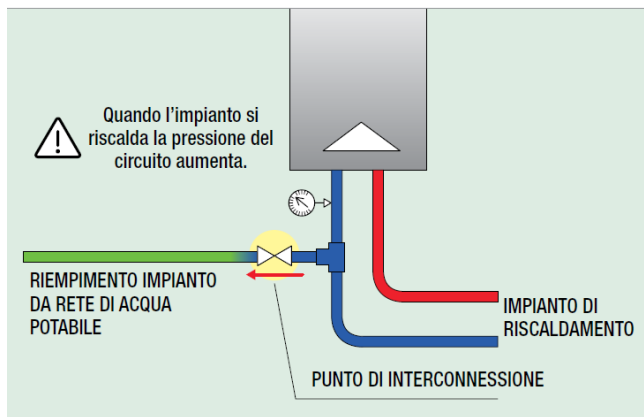 Quando l'impianto si
riscalda la pressione del
circuito aumenta.
RIEMPIMENTO IMPIANTO
DA RETE DI ACQUA
POTABILE
IMPIANTO DI
RISCALDAMENTO
PUNTO DI INTERCONNESSIONE